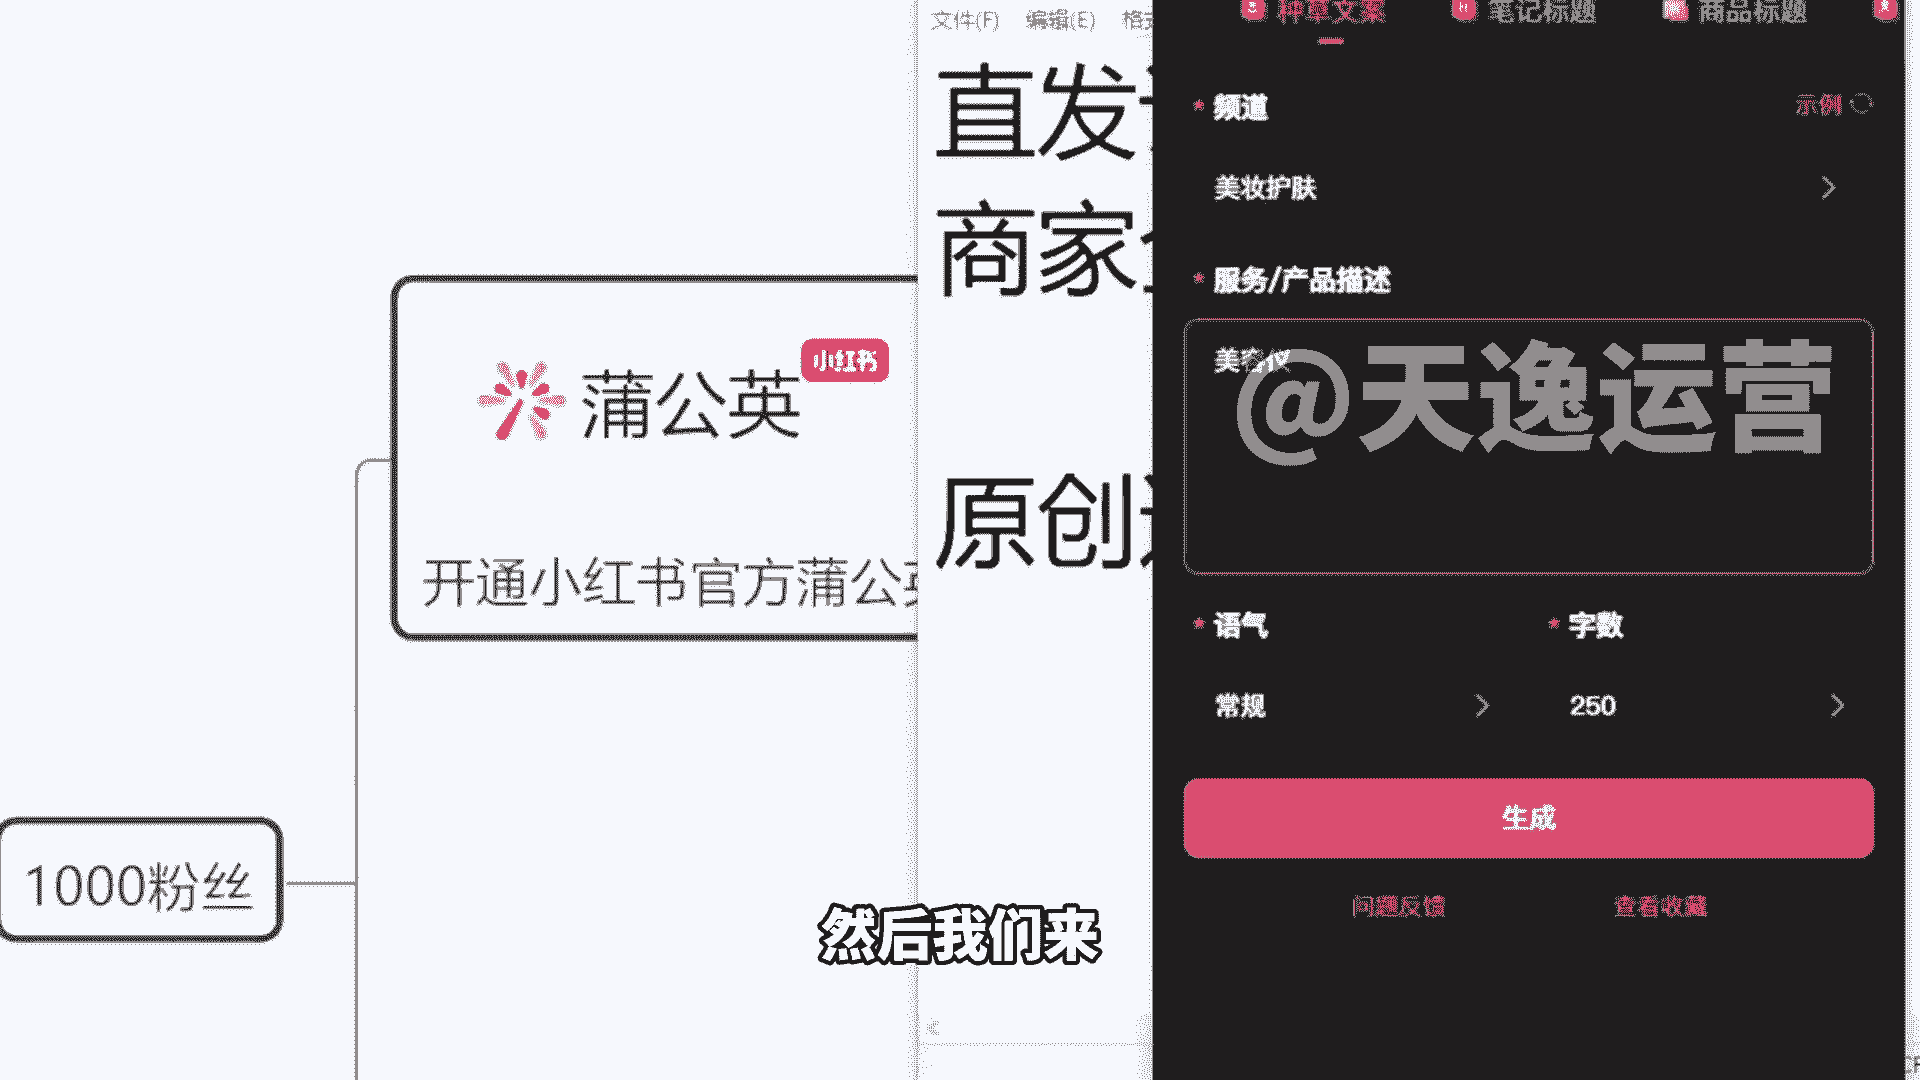 小红书
蒲公英
开通小红书官方蒲公
1000粉丝
文件(F) 编辑(E)
直发
商家
原创
种草文案 笔记标题 商品标题
* 频道
示例
美妆护肤
* 服务/产品描述
美容仪
@天逸运营
* 语气 * 字数
常规 250
生成
问题反馈 查看收藏
然后我们来